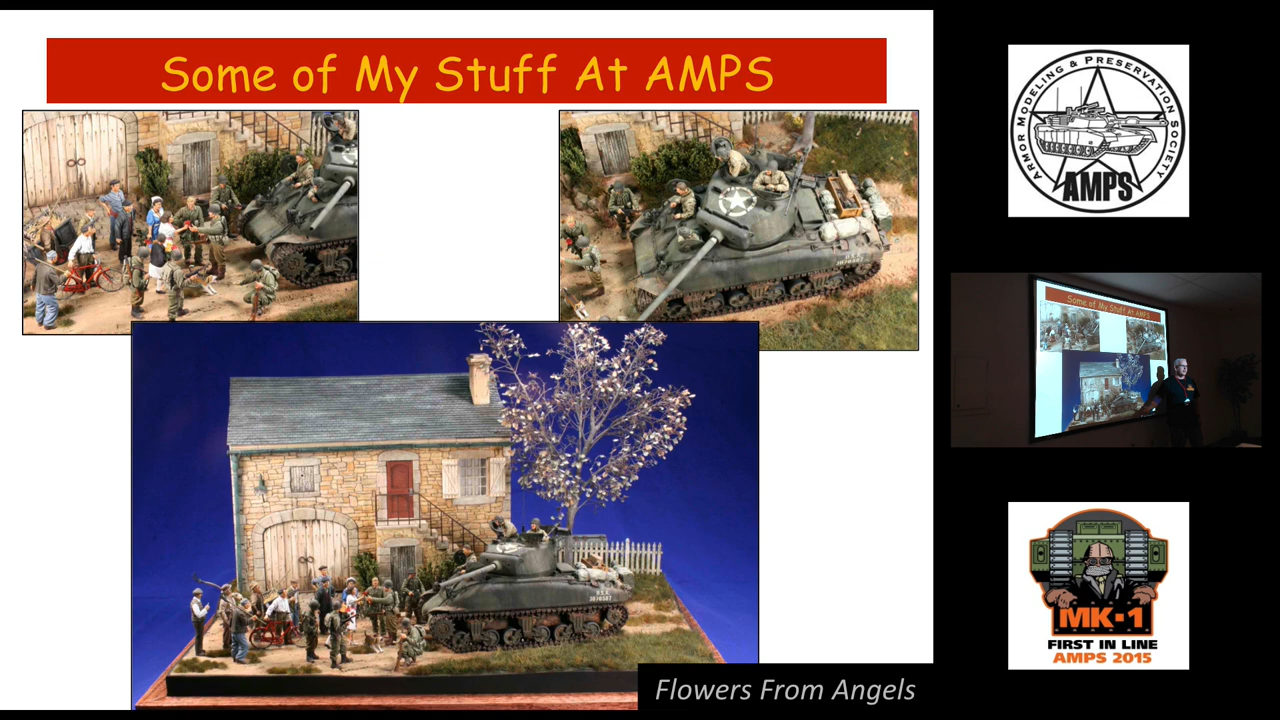 Some of My Stuff At AMPS
U.S.A.
Flowers From Angels
ARMOR MODELING & PRESERVATION SOCIETY
AMPS
Some of My Stuff At AMPS
MK-1
FIRST IN LINE
AMPS 2015